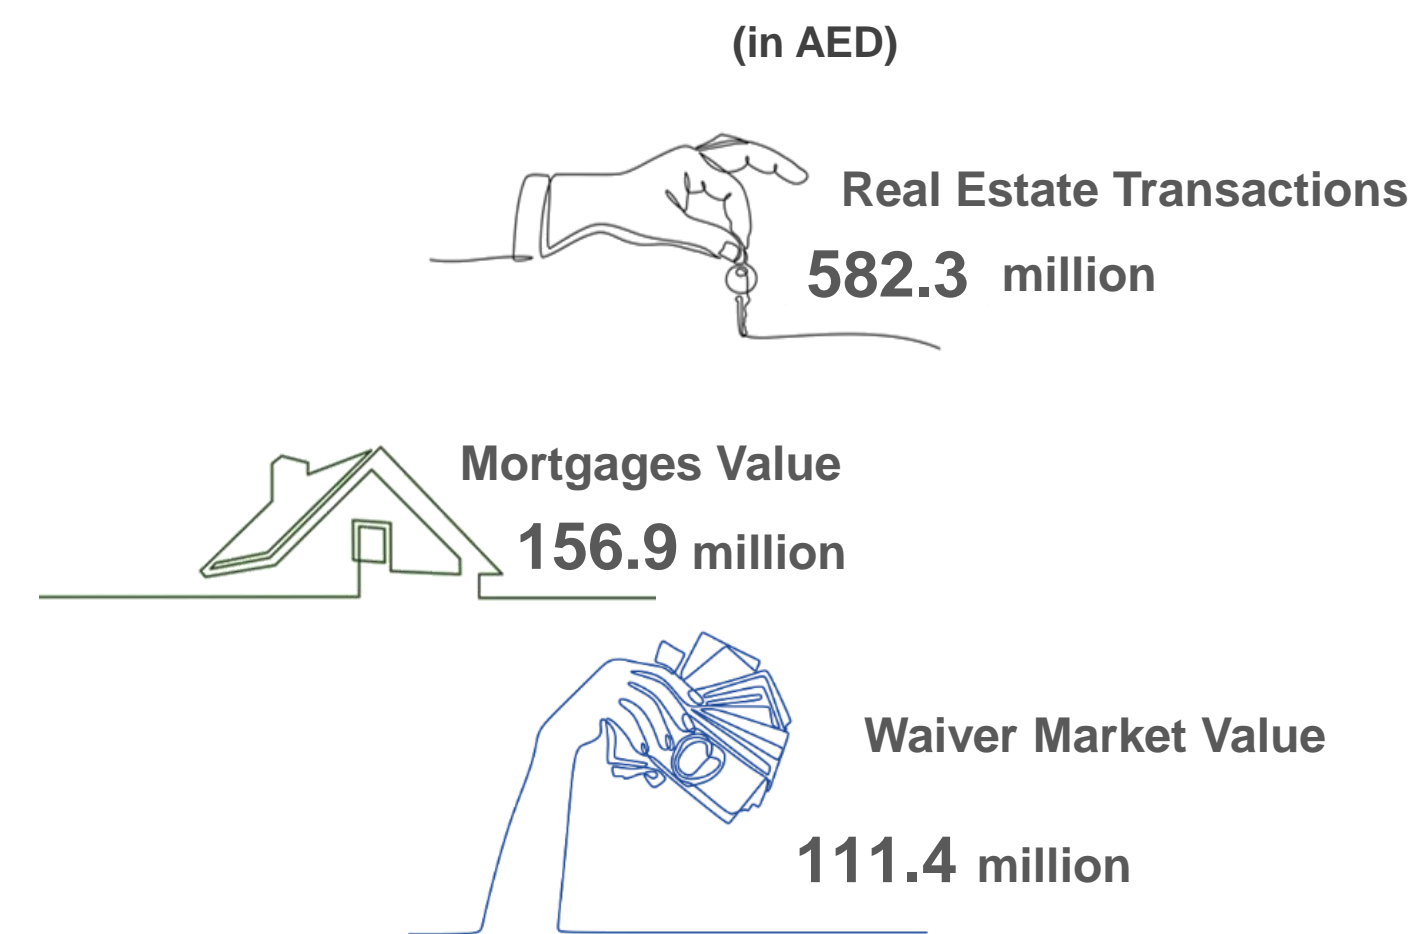 (in AED)
Real Estate Transactions
582.3 million
Mortgages Value
156.9 million
Waiver Market Value
111.4 million